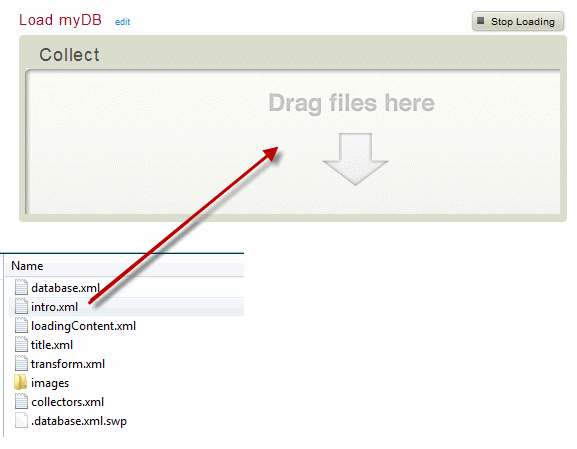 Load myDB edit Stop Loading
Collect
Drag files here
Name
database.xml
intro.xml
loadingContent.xml
title.xml
transform.xml
images
collectors.xml
.database.xml.swp